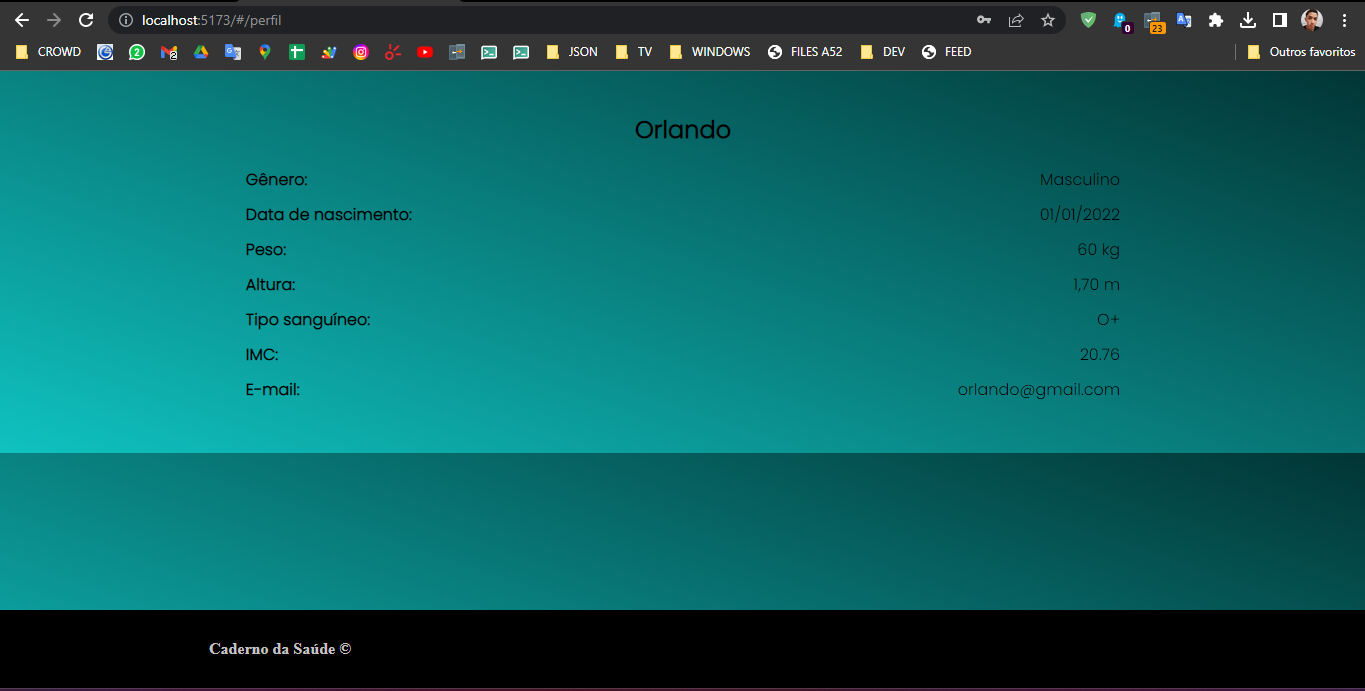 localhost:5173/#/perfil
0
23
CROWD
2
2
JSON
TV
WINDOWS
FILES A52
DEV
FEED
Outros favoritos
Orlando
Gênero: Masculino
Data de nascimento: 01/01/2022
Peso: 60 kg
Altura: 1,70 m
Tipo sanguíneo: O+
IMC: 20.76
E-mail: orlando@gmail.com
Caderno da Saúde ©